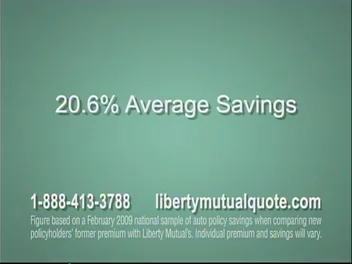 20.6% Average Savings
1-888-413-3788 libertymutualquote.com
Figure based on a February 2009 national sample of auto policy savings when comparing new
policyholders' former premium with Liberty Mutual's. Individual premium and savings will vary.